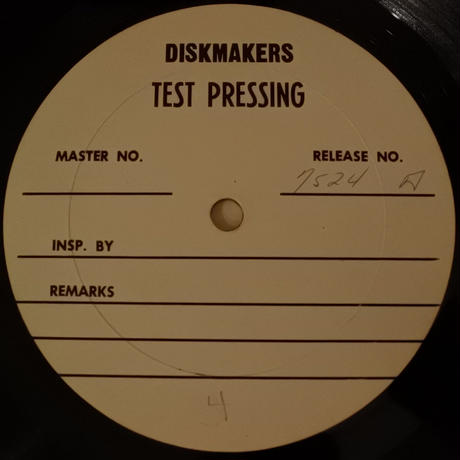 DISKMAKERS
TEST PRESSING
MASTER NO. RELEASE NO.
7524 A
INSP. BY
REMARKS
4